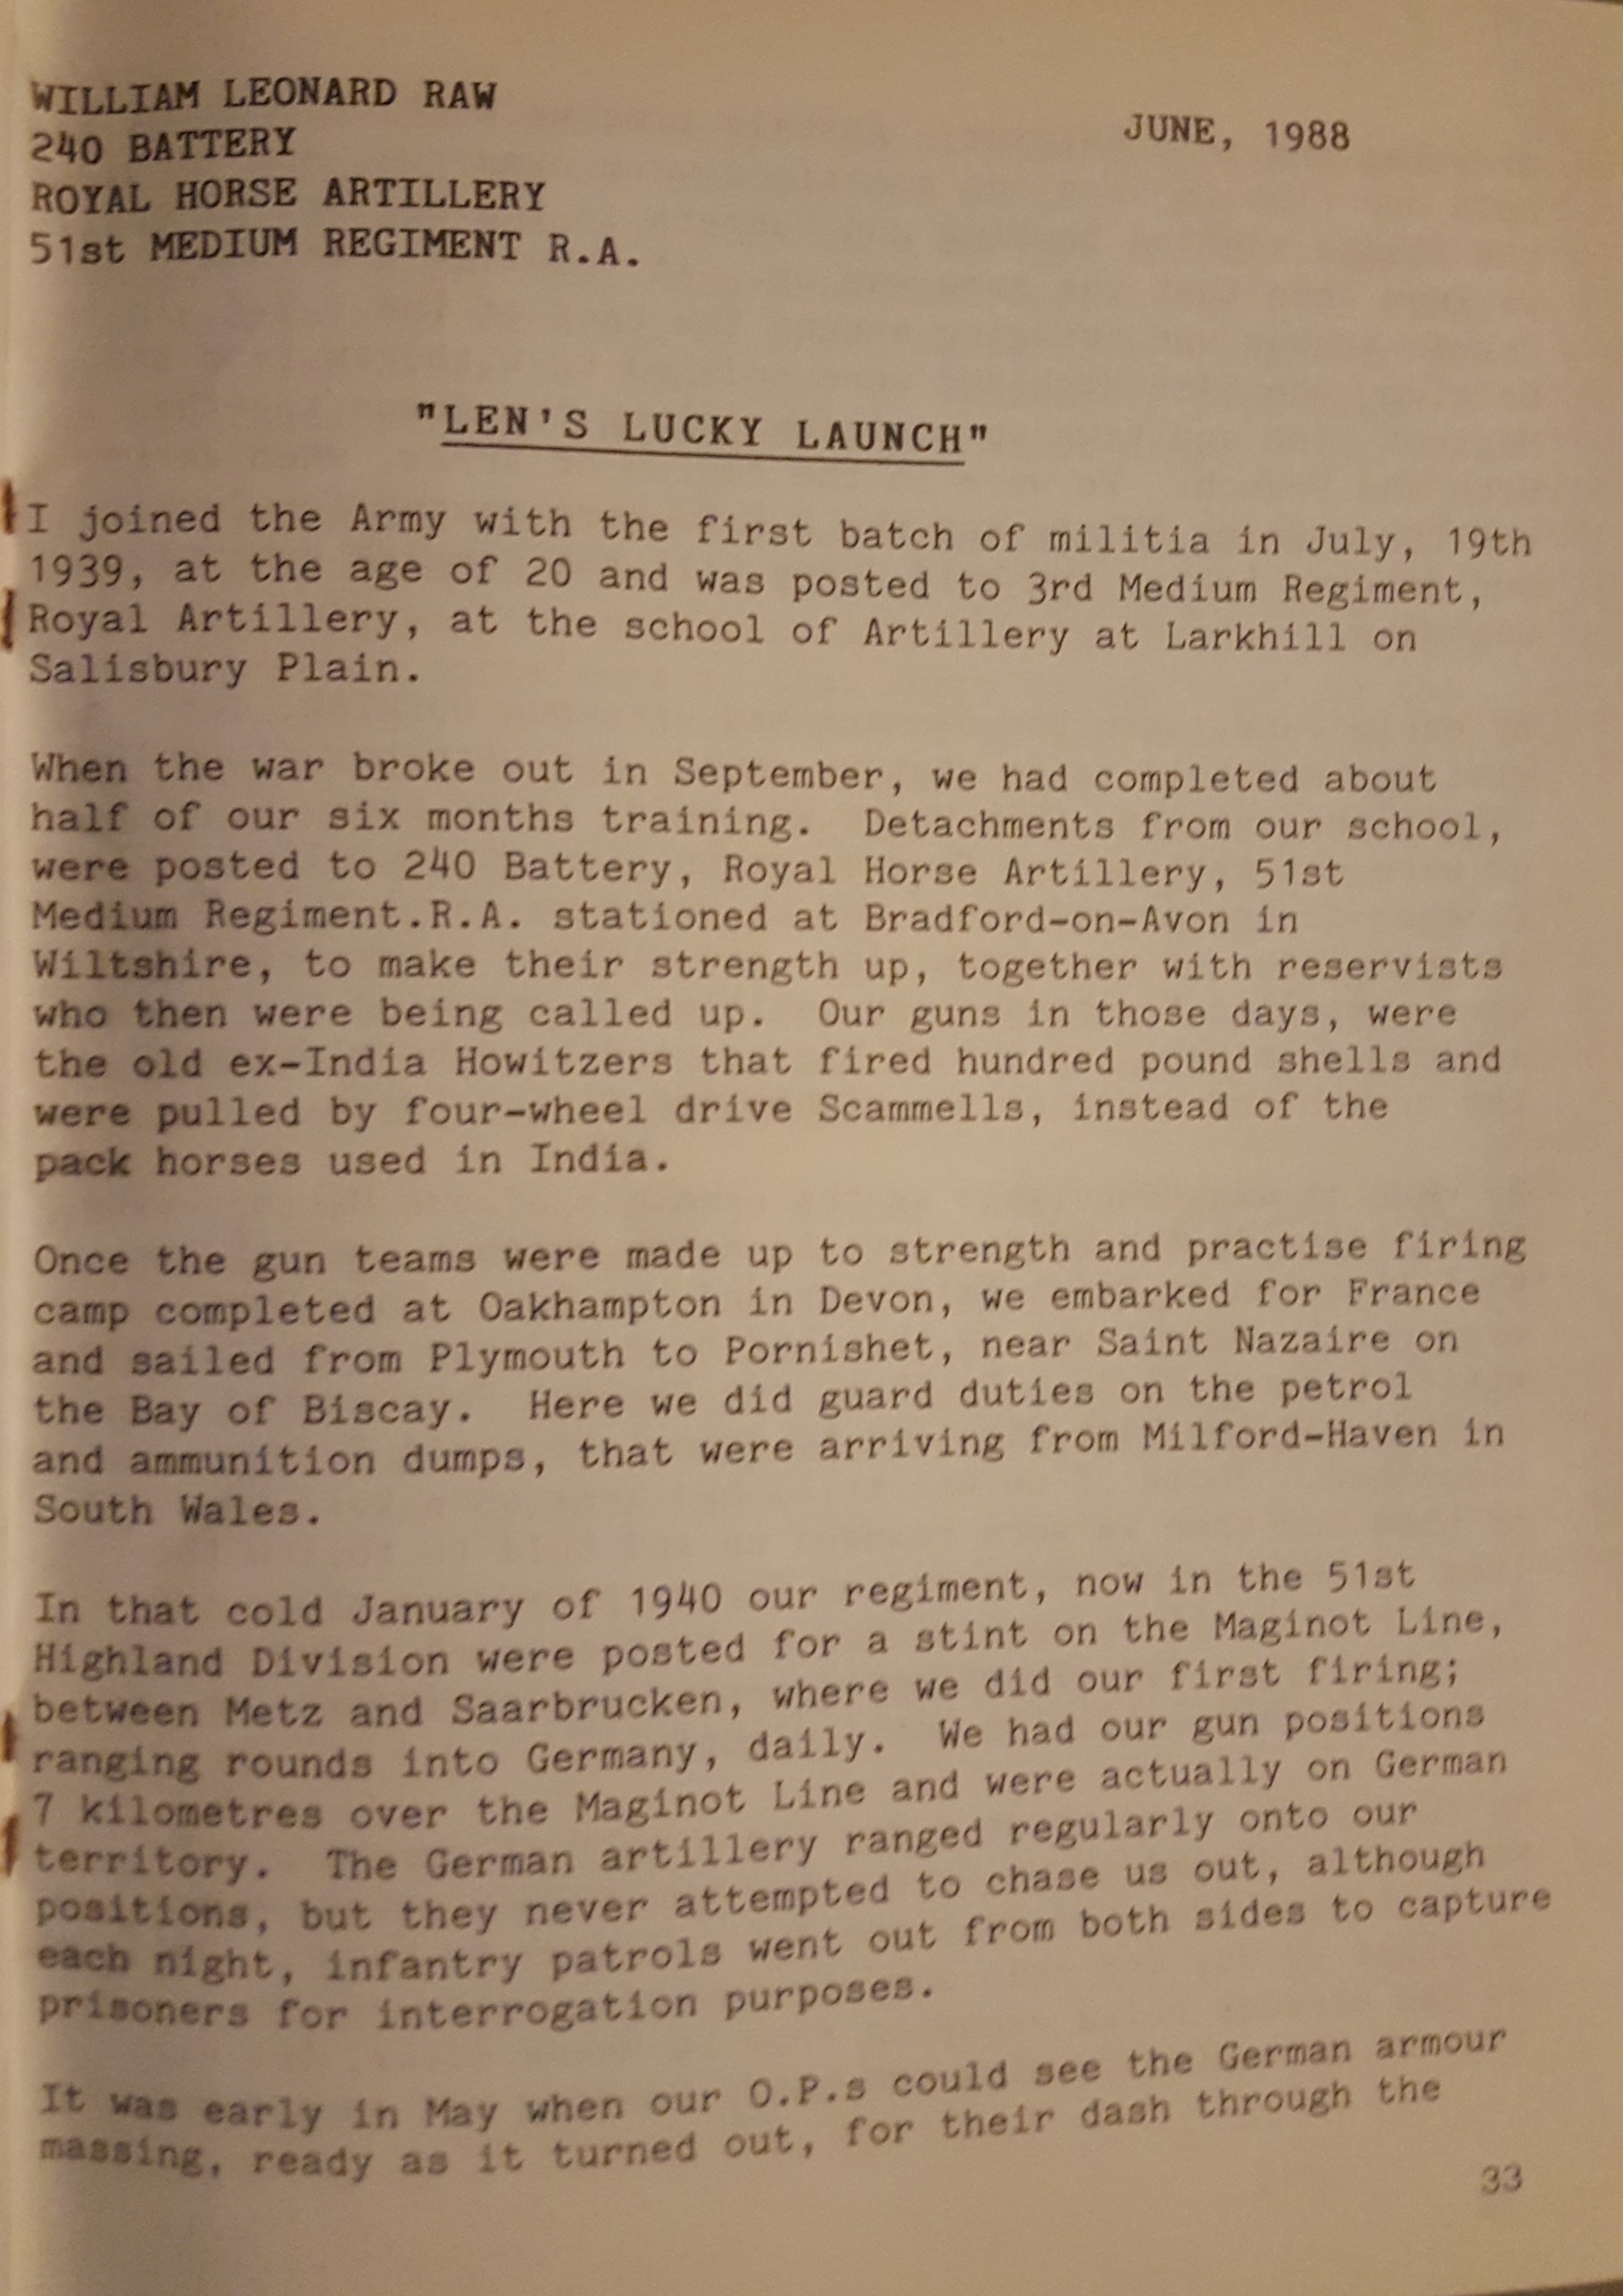 WILLIAM LEONARD RAW
240 BATTERY
ROYAL HORSE ARTILLERY
51st MEDIUM REGIMENT R.A.
JUNE, 1988
"LEN'S LUCKY LAUNCH"
I joined the Army with the first batch of militia in July, 19th
1939, at the age of 20 and was posted to 3rd Medium Regiment,
Royal Artillery, at the school of Artillery at Larkhill on
Salisbury Plain.
When the war broke out in September, we had completed about
half of our six months training. Detachments from our school,
were posted to 240 Battery, Royal Horse Artillery, 51st
Medium Regiment.R.A. stationed at Bradford-on-Avon in
Wiltshire, to make their strength up, together with reservists
who then were being called up. Our guns in those days, were
the old ex-India Howitzers that fired hundred pound shells and
were pulled by four-wheel drive Scammells, instead of the
pack horses used in India.
Once the gun teams were made up to strength and practise firing
camp completed at Oakhampton in Devon, we embarked for France
and sailed from Plymouth to Pornishet, near Saint Nazaire on
the Bay of Biscay. Here we did guard duties on the petrol
and ammunition dumps, that were arriving from Milford-Haven in
South Wales.
In that cold January of 1940 our regiment, now in the 51st
Highland Division were posted for a stint on the Maginot Line,
between Metz and Saarbrucken, where we did our first firing;
ranging rounds into Germany, daily. We had our gun positions
7 kilometres over the Maginot Line and were actually on German
territory. The German artillery ranged regularly onto our
positions, but they never attempted to chase us out, although
each night, infantry patrols went out from both sides to capture
prisoners for interrogation purposes.
It was early in May when our O.P.s could see the German armour
massing, ready as it turned out, for their dash through the
33